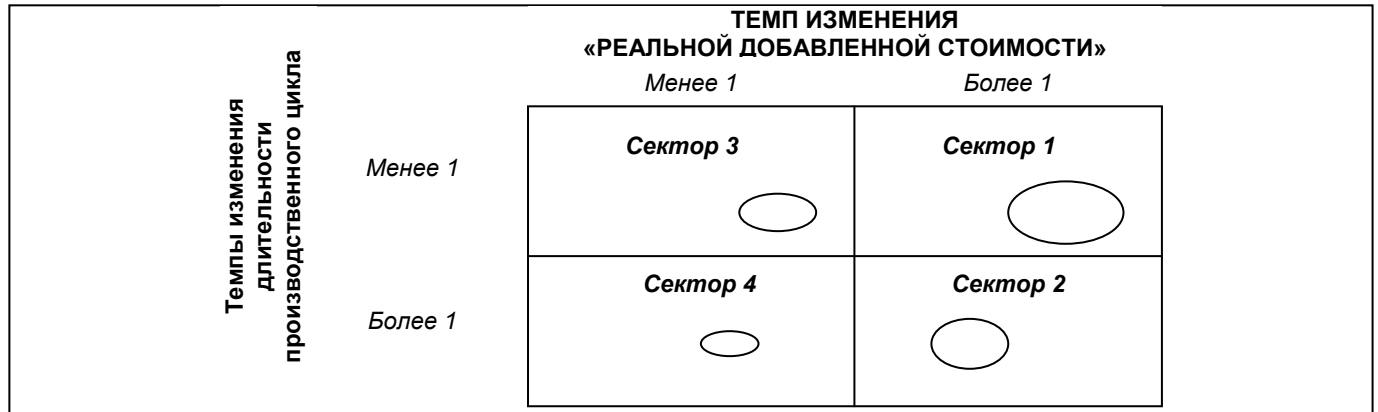 ТЕМП ИЗМЕНЕНИЯ
«РЕАЛЬНОЙ ДОБАВЛЕННОЙ СТОИМОСТИ»
Менее 1 Более 1
Темпы изменения
длительности
производственного цикла
Менее 1
Сектор 3 Сектор 1
Более 1
Сектор 4 Сектор 2